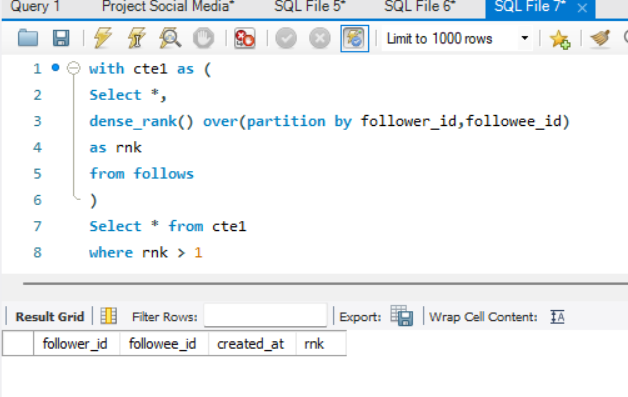 Query 1 Project Social Media* SQL File 5* SQL File 6* SQL File 7*
Limit to 1000 rows
1 with cte1 as (
2 Select *,
3 dense_rank() over(partition by follower_id,followee_id)
4 as rnk
5 from follows
6 )
7 Select * from cte1
8 where rnk > 1
Result Grid Filter Rows: Export: Wrap Cell Content: IA
follower_id followee_id created_at rnk